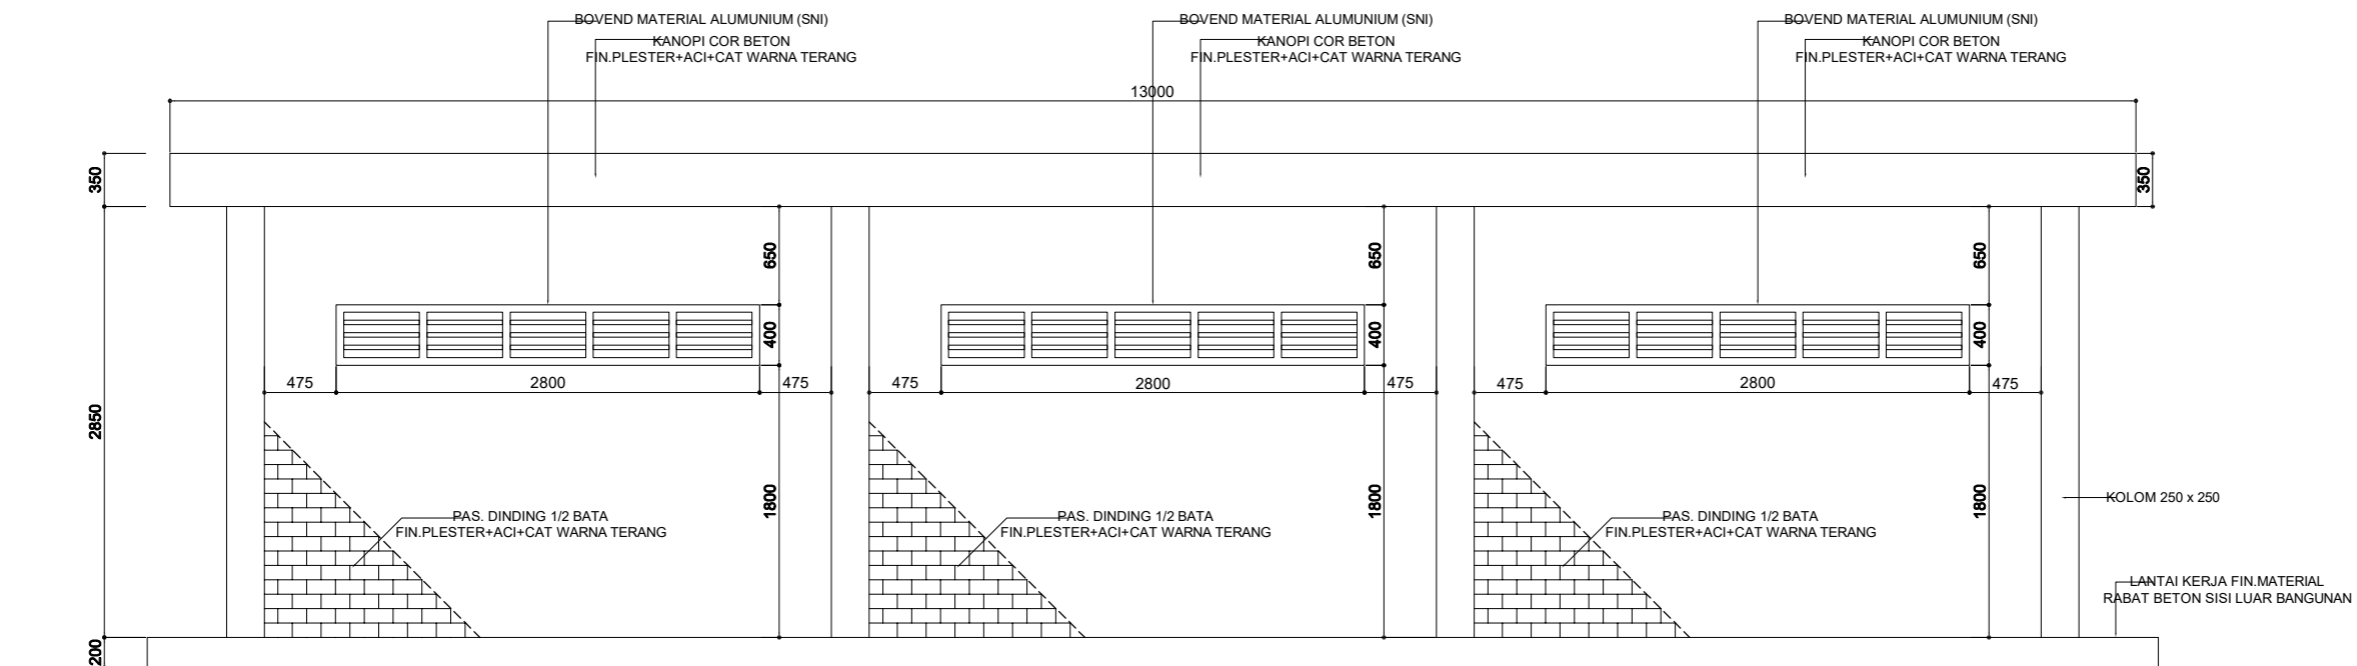 BOVEND MATERIAL ALUMUNIUM (SNI)
KANOPI COR BETON
FIN.PLESTER+ACI+CAT WARNA TERANG
BOVEND MATERIAL ALUMUNIUM (SNI)
KANOPI COR BETON
FIN.PLESTER+ACI+CAT WARNA TERANG
BOVEND MATERIAL ALUMUNIUM (SNI)
KANOPI COR BETON
FIN.PLESTER+ACI+CAT WARNA TERANG
13000
350
350
650
650
650
400
400
400
475
2800
475
475
2800
475
475
2800
475
2850
1800
1800
1800
PAS. DINDING 1/2 BATA
FIN.PLESTER+ACI+CAT WARNA TERANG
PAS. DINDING 1/2 BATA
FIN.PLESTER+ACI+CAT WARNA TERANG
PAS. DINDING 1/2 BATA
FIN.PLESTER+ACI+CAT WARNA TERANG
KOLOM 250 x 250
LANTAI KERJA FIN.MATERIAL
RABAT BETON SISI LUAR BANGUNAN
200